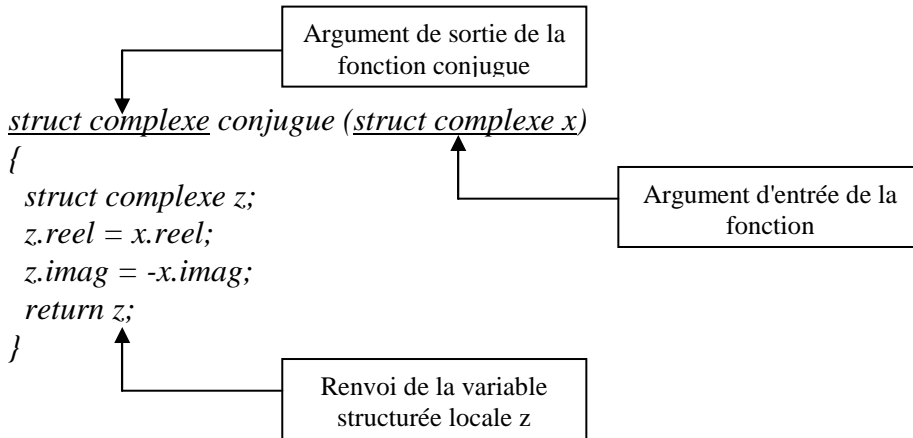 Argument de sortie de la
fonction conjugue
struct complexe conjugue (struct complexe x)
{
struct complexe z;
Argument d'entrée de la
fonction
z.reel = x.reel;
z.imag = -x.imag;
return z;
}
Renvoi de la variable
structurée locale z